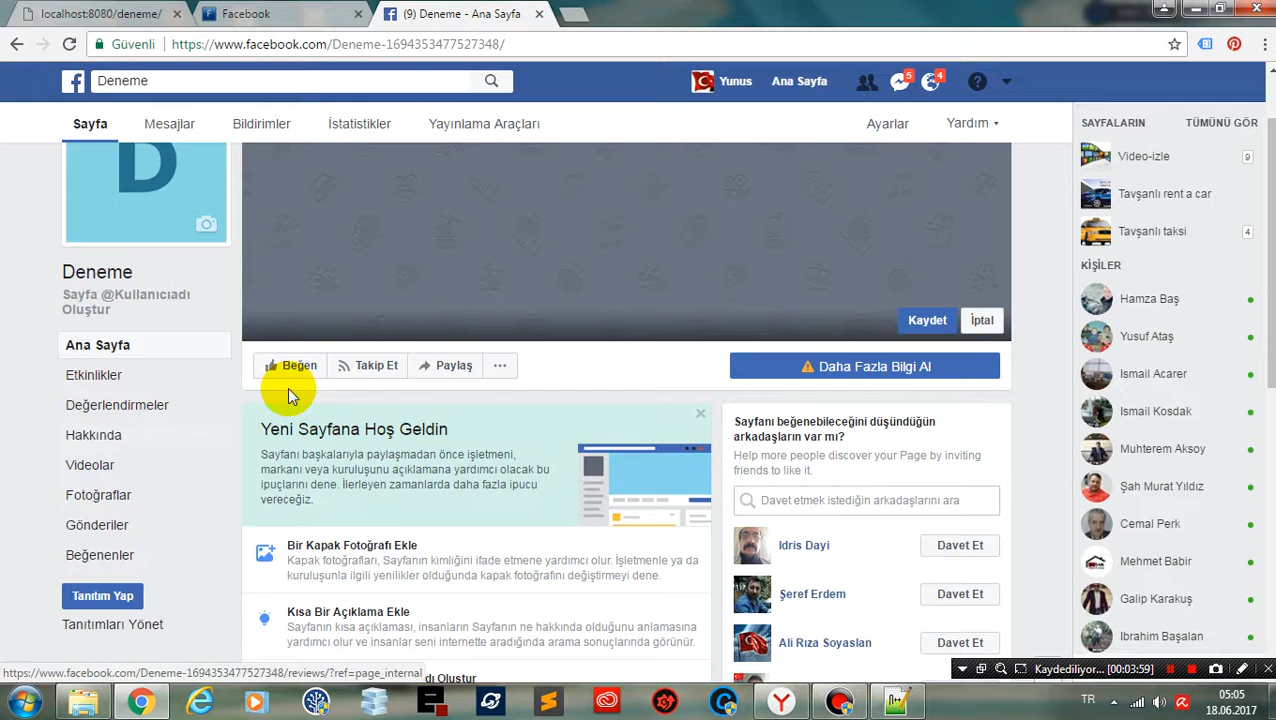 localhost:8080/deneme/
Facebook
(9) Deneme - Ana Sayfa
Güvenli
https://www.facebook.com/Deneme-1694353477527348/
Deneme
Yunus
Ana Sayfa
5
4
Sayfa
Mesajlar
Bildirimler
İstatistikler
Yayınlama Araçları
Ayarlar
Yardım
SAYFALARIN
TÜMÜNÜ GÖR
Video-izle
9
Tavşanlı rent a car
Tavşanlı taksi
4
KİŞİLER
Hamza Baş
Yusuf Ataş
Ismail Acarer
Ismail Kosdak
Muhterem Aksoy
Şah Murat Yıldız
Cemal Perk
Mehmet Babir
Galip Karakuş
Ibrahim Başalan
D
Deneme
Sayfa @Kullanıcıadı
Oluştur
Ana Sayfa
Etkinlikler
Değerlendirmeler
Hakkında
Videolar
Fotoğraflar
Gönderiler
Beğenenler
Tanıtım Yap
Tanıtımları Yönet
Kaydet
İptal
Beğen
Takip Et
Paylaş
Daha Fazla Bilgi Al
Yeni Sayfana Hoş Geldin
Sayfanı başkalarıyla paylaşmadan önce işletmeni,
markanı veya kuruluşunu açıklamana yardımcı olacak bu
ipuçlarını dene. İlerleyen zamanlarda daha fazla ipucu
vereceğiz.
Bir Kapak Fotoğrafı Ekle
Kapak fotoğrafları, Sayfanın kimliğini ifade etmene yardımcı olur. İşletmenle ya da
kuruluşunla ilgili yenilikler olduğunda kapak fotoğrafını değiştirmeyi dene.
Kısa Bir Açıklama Ekle
Sayfanın kısa açıklaması, insanların Sayfanın ne hakkında olduğunu anlamasına
yardımcı olur ve insanlar seni internette aradığında arama sonuçlarında görünür.
Sayfanı beğenebileceğini düşündüğün
arkadaşların var mı?
Help more people discover your Page by inviting
friends to like it.
Davet etmek istediğin arkadaşlarını ara
Idris Dayi
Davet Et
Şeref Erdem
Davet Et
Ali Rıza Soyaslan
Davet Et
https://www.facebook.com/Deneme-1694353477527348/reviews/?ref=page_internal
dı Oluştur
Kaydediliyor... [00:03:59]
TR
05:05
18.06.2017